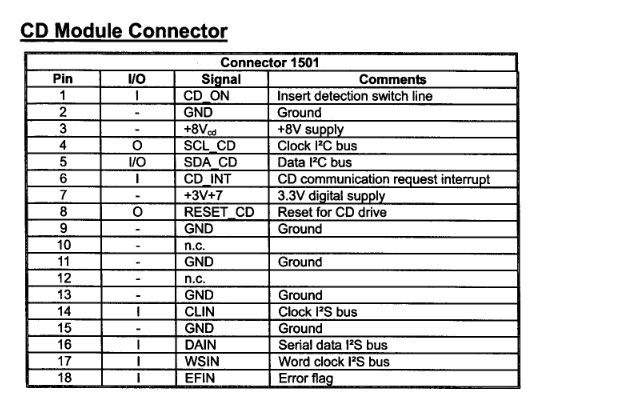 CD Module Connector
Connector 1501
Pin I/O Signal Comments
1 I CD_ON Insert detection switch line
2 - GND Ground
3 - +8Vcd +8V supply
4 O SCL_CD Clock I²C bus
5 I/O SDA_CD Data I²C bus
6 I CD_INT CD communication request interrupt
7 - +3V+7 3.3V digital supply
8 O RESET_CD Reset for CD drive
9 - GND Ground
10 - n.c.
11 - GND Ground
12 - n.c.
13 - GND Ground
14 I CLIN Clock I²S bus
15 - GND Ground
16 I DAIN Serial data I²S bus
17 I WSIN Word clock I²S bus
18 I EFIN Error flag